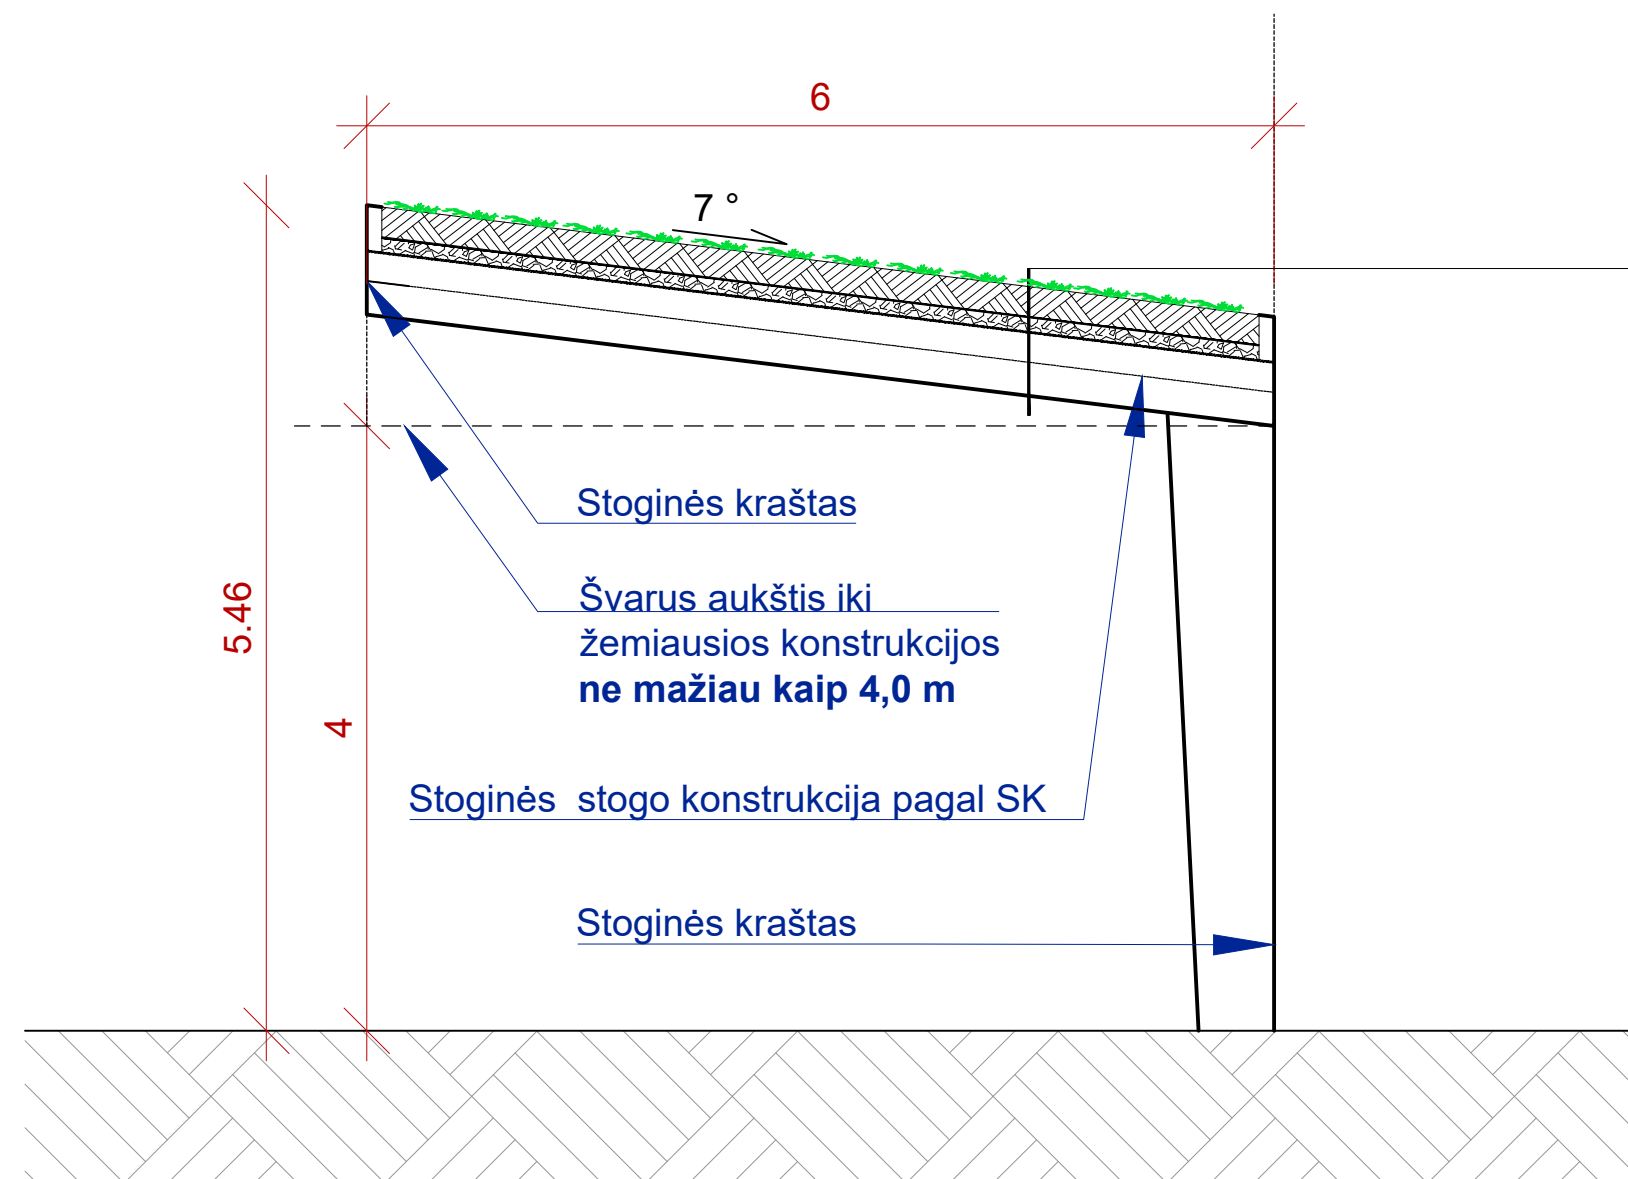 6
7 °
5.46
4
Stoginės kraštas
Švarus aukštis iki
žemiausios konstrukcijos
ne mažiau kaip 4,0 m
Stoginės  stogo konstrukcija pagal SK
Stoginės kraštas